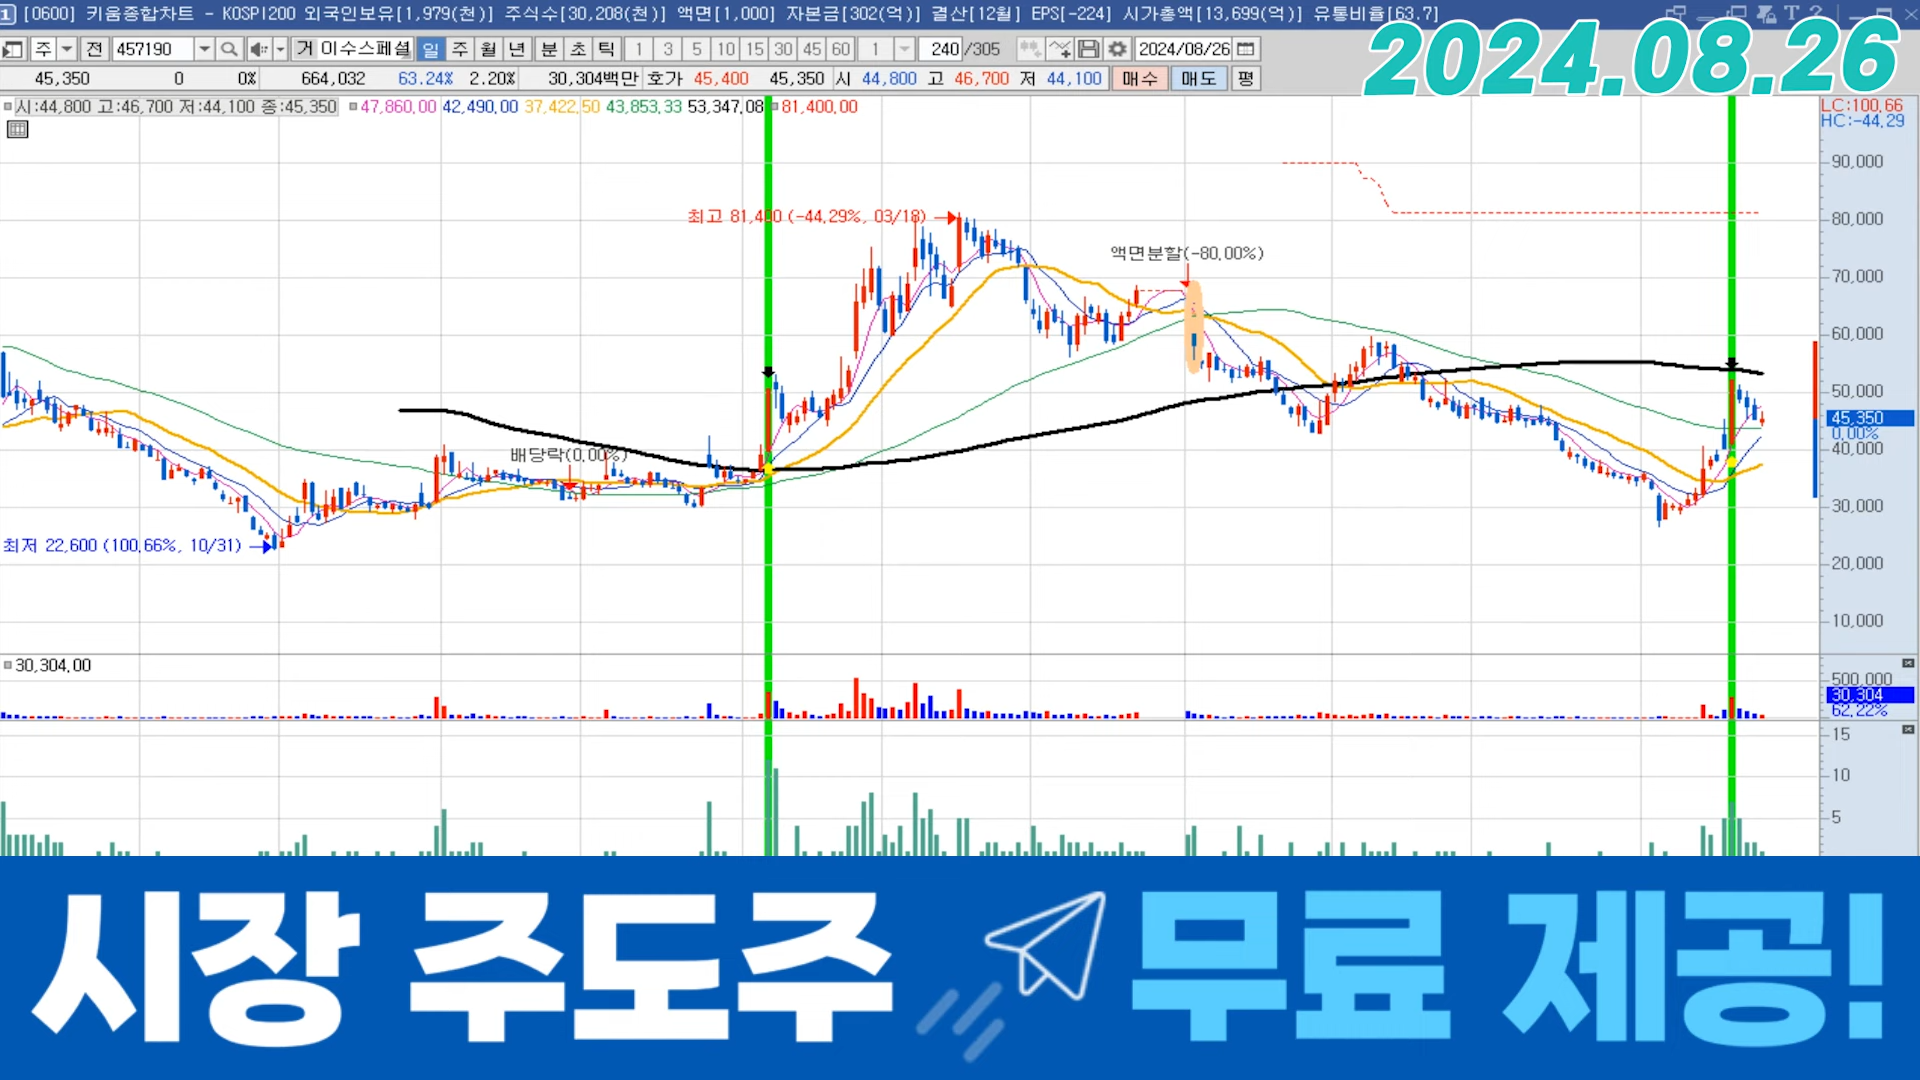 1 [0600] 키움종합차트 - KOSPI200 외국인보유[1,979(천)] 주식수[30,208(천)] 액면[1,000] 자본금[302(억)] 결산[12월] EPS[-224] 시가총액[13,699(억)] 유통비율[63.7]
2024.08.26
주 전 457190 거 이수스페셜 일 주 월 년 분 초 틱 1 3 5 10 15 30 45 60 1 240 /305 2024/08/26
45,350 0 0% 664,032 63.24% 2.20% 30,304백만 호가 45,400 45,350 시 44,800 고 46,700 저 44,100 매수 매도 평
시:44,800 고:46,700 저:44,100 종:45,350 47,860.00 42,490.00 37,422.50 43,853.33 53,347.08 81,400.00
LC:100.66
HC:-44.29
90,000
최고 81,400 (-44.29%, 03/18)
80,000
액면분할(-80.00%)
70,000
60,000
50,000
45,350
0.00%
40,000
배당락(0.00%)
30,000
최저 22,600 (100.66%, 10/31)
20,000
10,000
30,304.00
500,000
30,304
62.22%
15
10
5
시장 주도주 무료 제공!